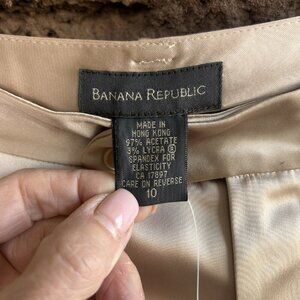 BANANA REPUBLIC
MADE IN
HONG KONG
97% ACETATE
3% LYCRA ®
SPANDEX FOR
ELASTICITY
CA 17897
CARE ON REVERSE
10